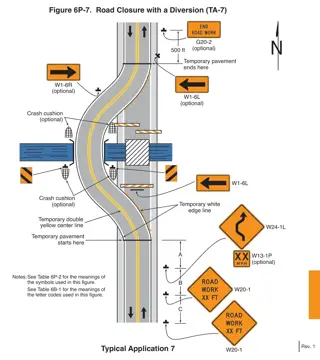 Figure 6P-7. Road Closure with a Diversion (TA-7)
END
ROAD WORK
G20-2
(optional)
500 ft
N
Temporary pavement
ends here
W1-6R
(optional)
W1-6L
(optional)
Crash cushion
(optional)
W1-6L
Crash cushion
(optional)
Temporary white
edge line
Temporary double
yellow center line
W24-1L
Temporary pavement
starts here
A
XX
MPH
W13-1P
(optional)
B
Notes: See Table 6P-2 for the meanings of
the symbols used in this figure.
See Table 6B-1 for the meanings of
the letter codes used in this figure.
ROAD
WORK
XX FT
W20-1
C
ROAD
WORK
XX FT
W20-1
Typical Application 7
Rev. 1